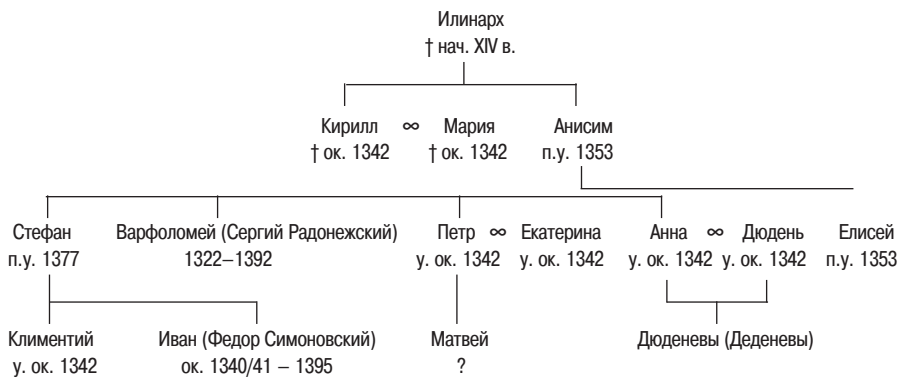 Илинарх
† нач. XIV в.
Кирилл ∞ Мария Анисим
† ок. 1342 † ок. 1342 п.у. 1353
Стефан Варфоломей (Сергий Радонежский) Петр ∞ Екатерина Анна ∞ Дюдень Елисей
п.у. 1377 1322–1392 у. ок. 1342 у. ок. 1342 у. ок. 1342 у. ок. 1342 п.у. 1353
Климентий Иван (Федор Симоновский) Матвей Дюденевы (Деденевы)
у. ок. 1342 ок. 1340/41 – 1395 ?